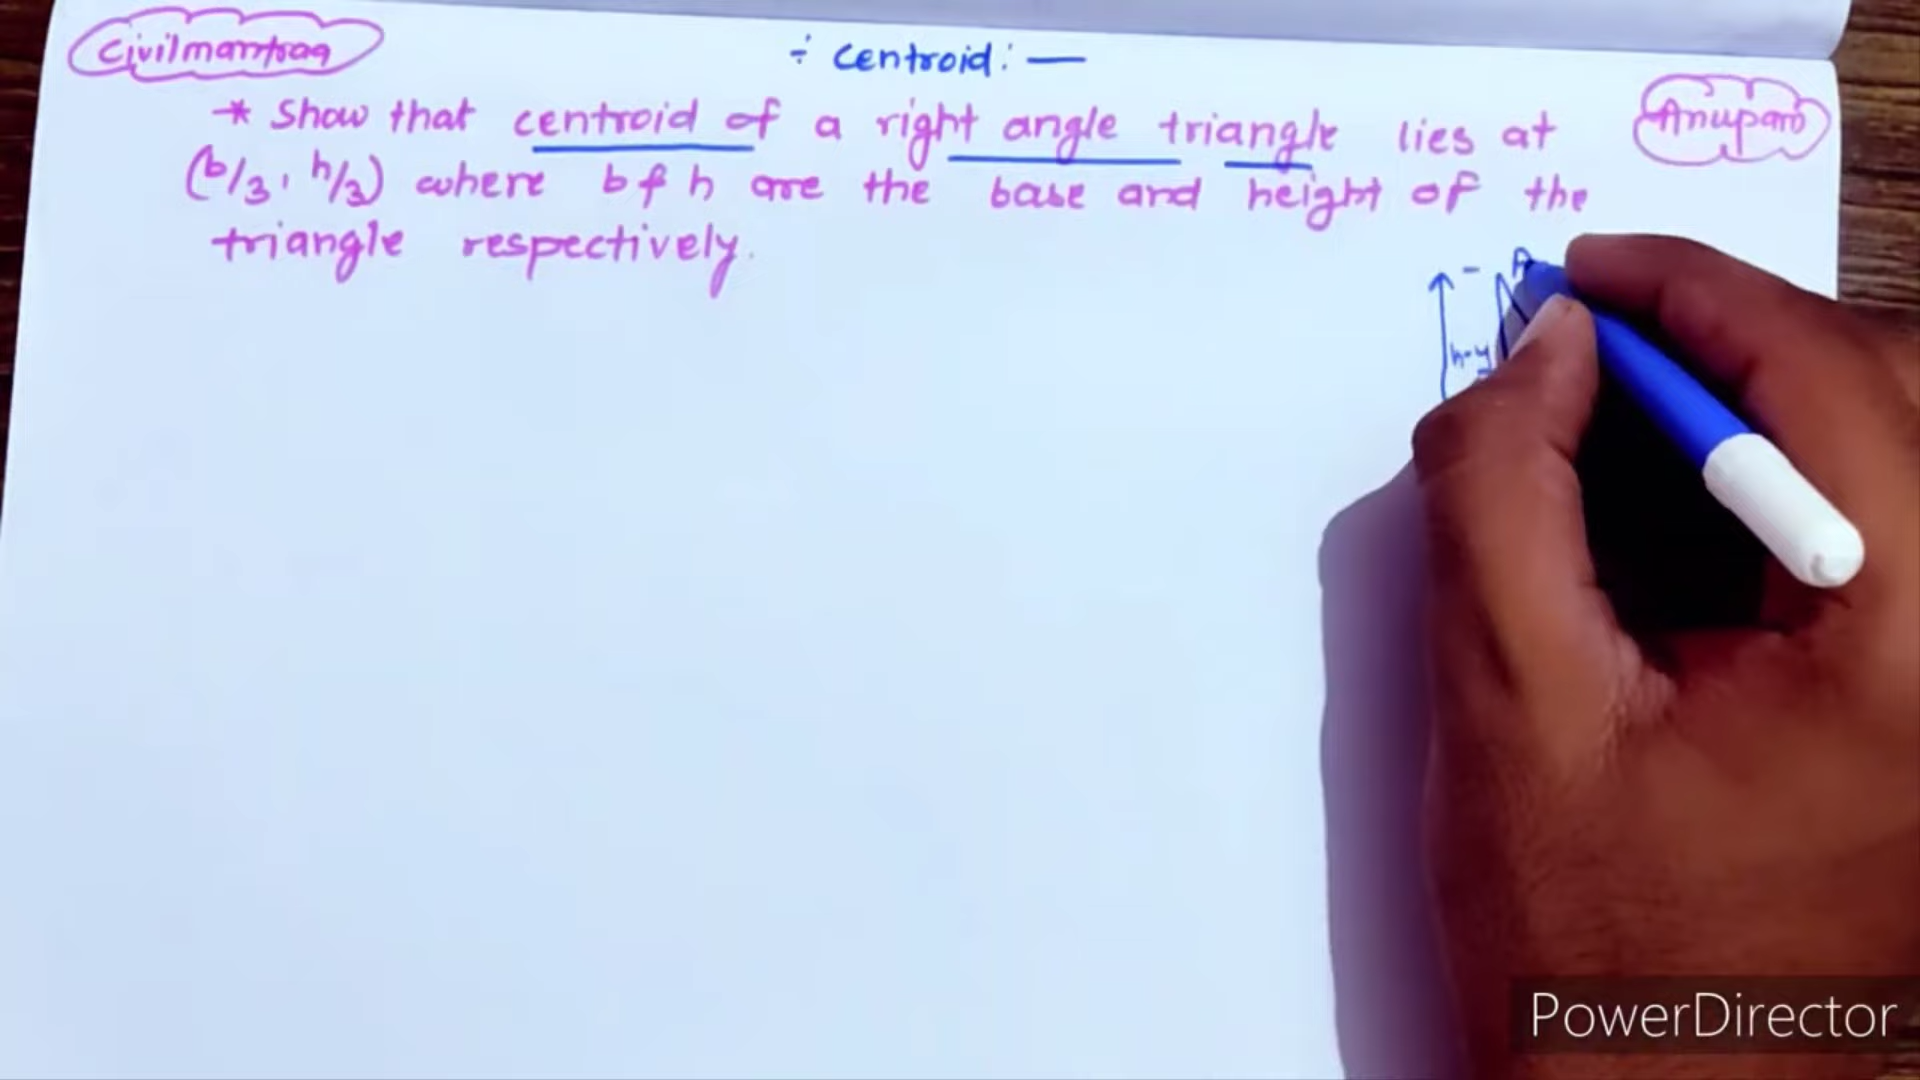 Civilmantraa
÷ Centroid: —
Anupam
* Show that centroid of a right angle triangle lies at
(b/3, h/3) where b & h are the base and height of the
triangle respectively.
A
h-y
PowerDirector